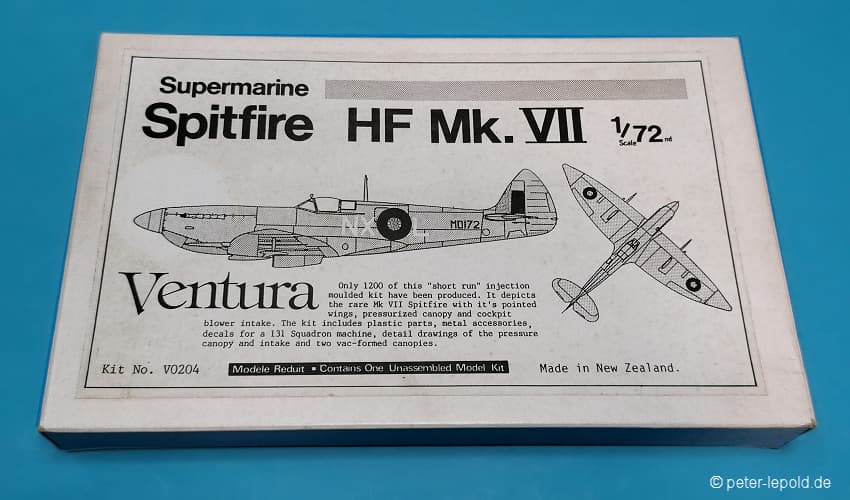 Supermarine
Spitfire HF Mk. VII 1/72nd
Scale
NX L MD172
Ventura
Only 1200 of this "short run" injection
moulded kit have been produced. It depicts
the rare Mk VII Spitfire with it's pointed
wings, pressurized canopy and cockpit
blower intake. The kit includes plastic parts, metal accessories,
decals for a 131 Squadron machine, detail drawings of the pressure
canopy and intake and two vac-formed canopies.
Kit No. V0204
Modele Reduit ▪ Contains One Unassembled Model Kit
Made in New Zealand.
© peter-lepold.de